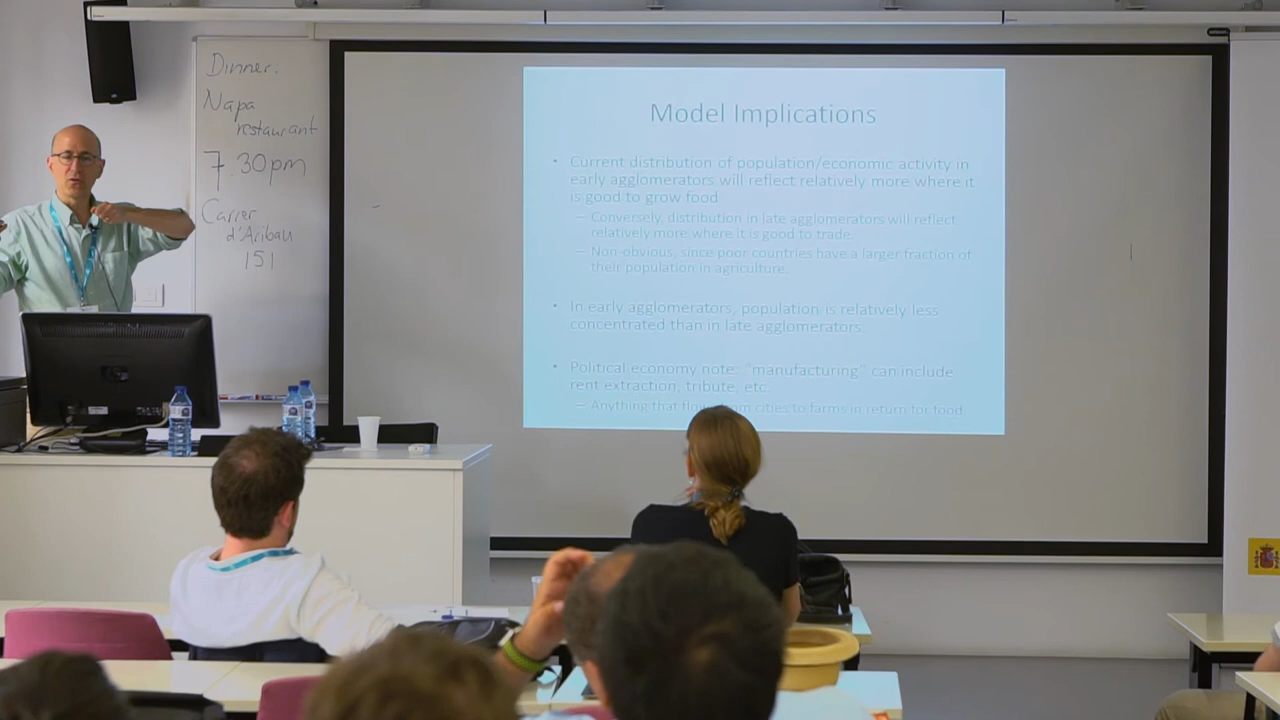 Dinner:
Napa
restaurant
7.30pm
Carrer
d'Aribau
151
Model Implications
• Current distribution of population/economic activity in
early agglomerators will reflect relatively more where it
is good to grow food
– Conversely, distribution in late agglomerators will reflect
relatively more where it is good to trade.
– Non-obvious, since poor countries have a larger fraction of
their population in agriculture.
• In early agglomerators, population is relatively less
concentrated than in late agglomerators
• Political economy note: "manufacturing" can include
rent extraction, tribute, etc.
– Anything that flows from cities to farms in return for food